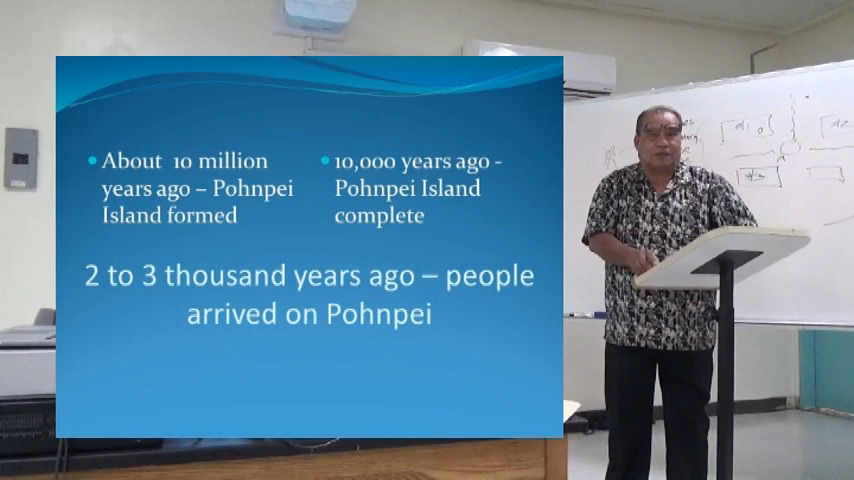 About 10 million
years ago – Pohnpei
Island formed
10,000 years ago -
Pohnpei Island
complete
2 to 3 thousand years ago – people
arrived on Pohnpei